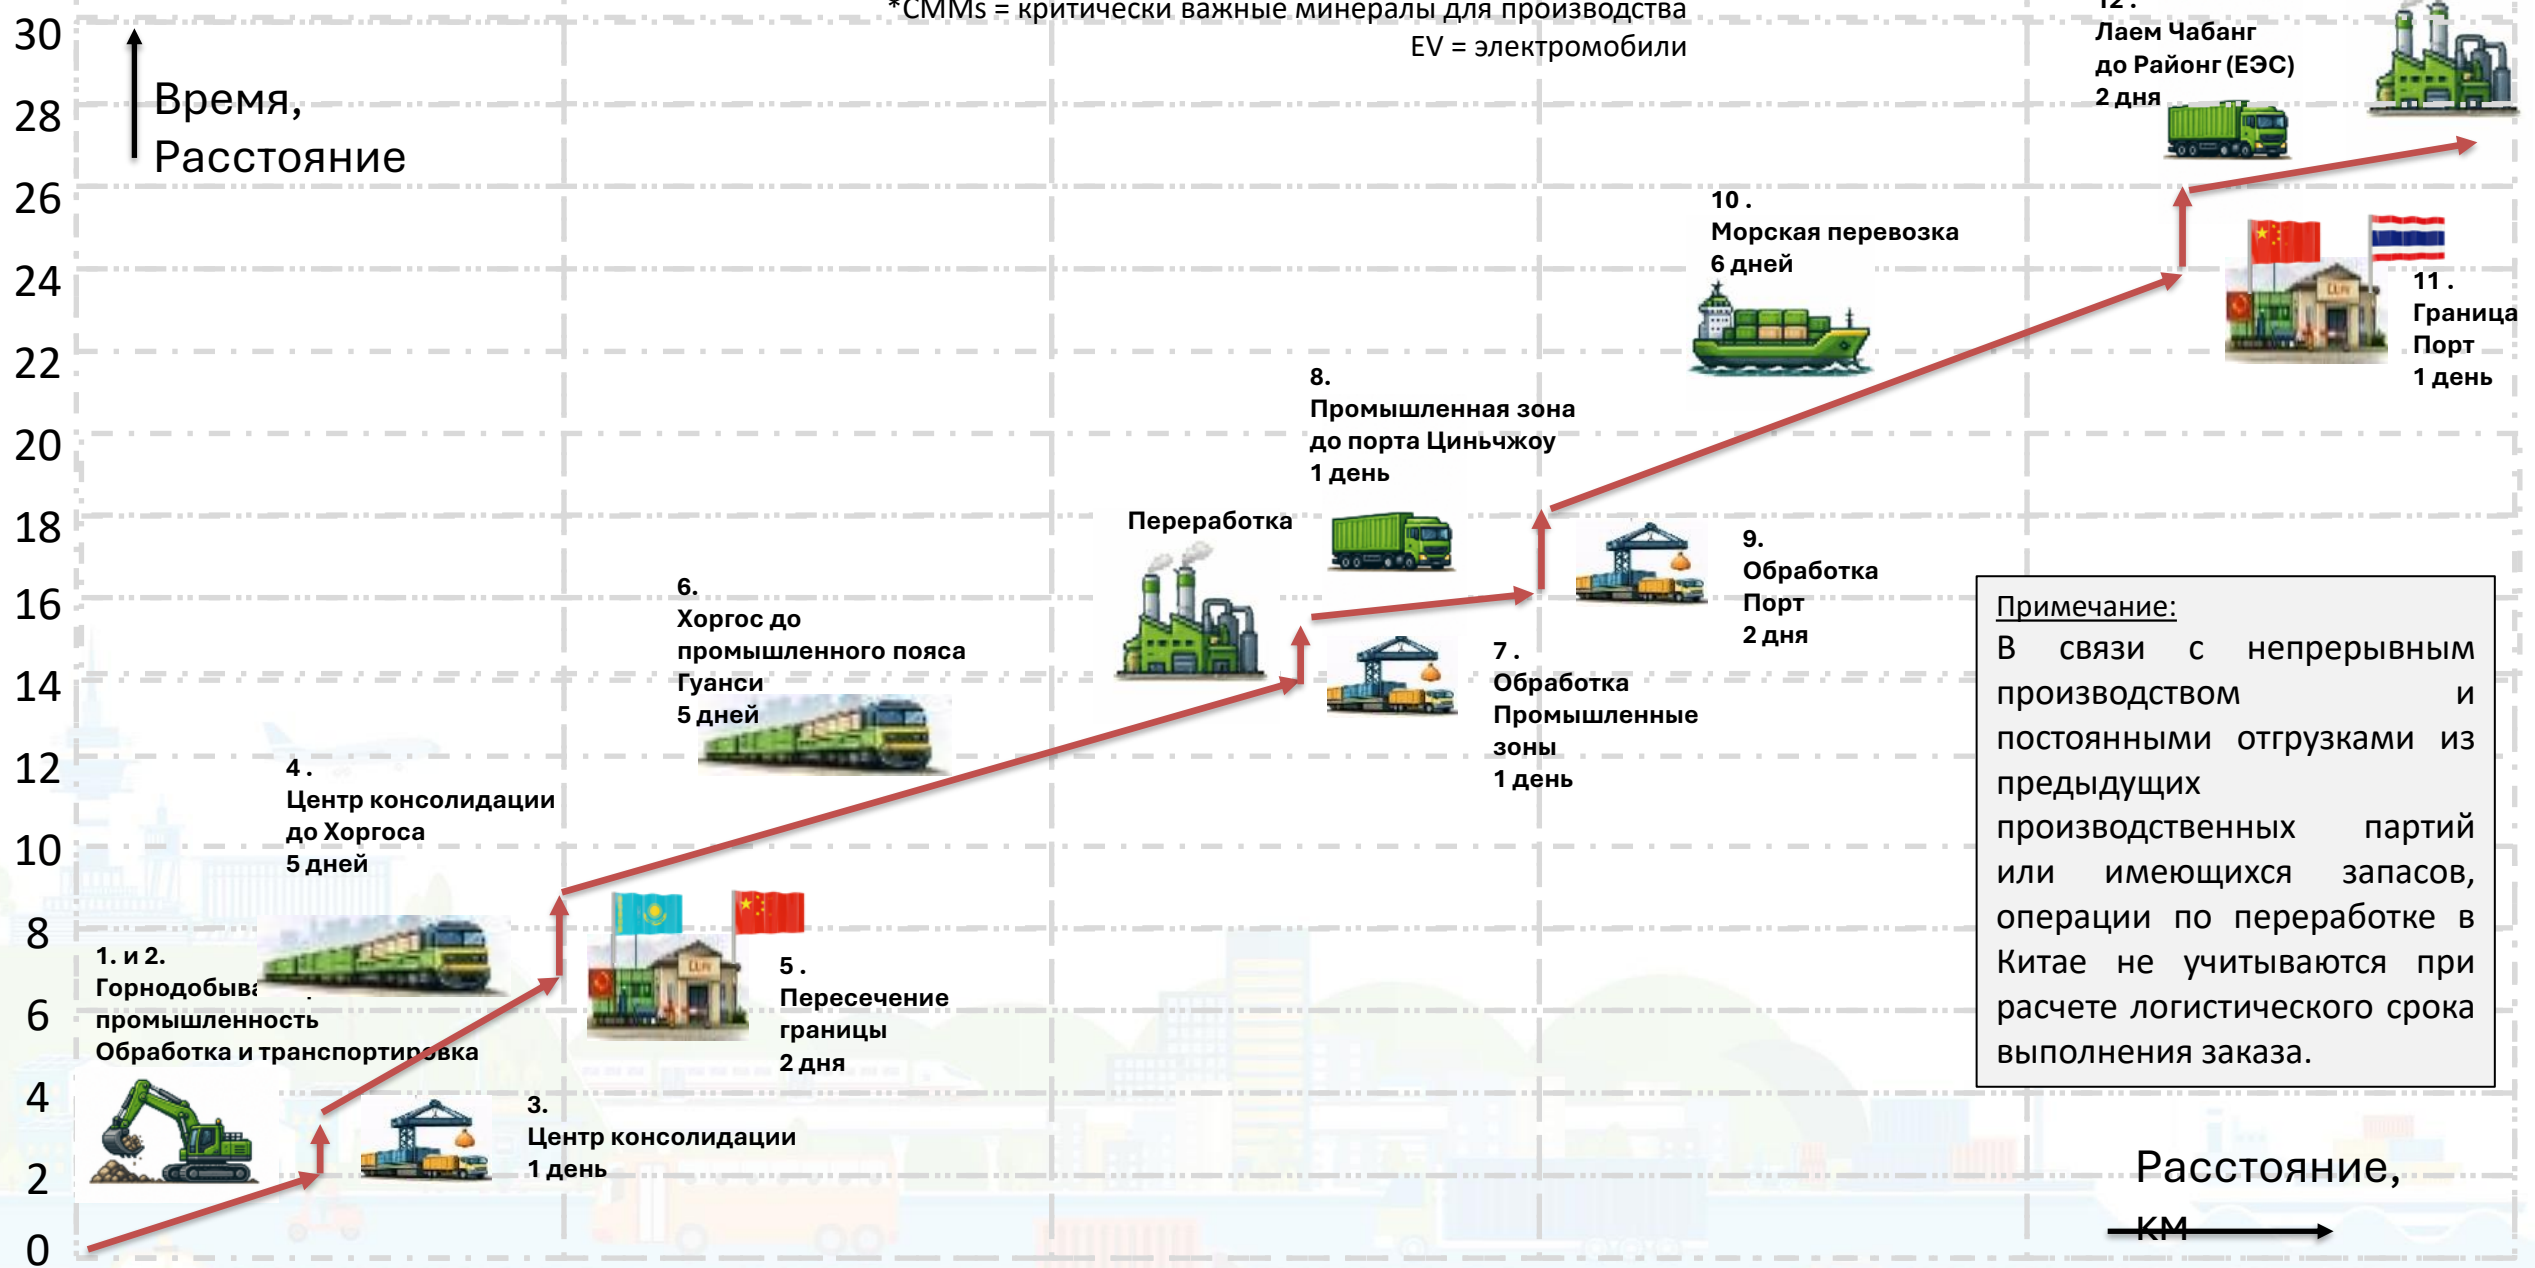 *CMMs = критически важные минералы для производства
EV = электромобили
30
28
26
24
22
20
18
16
14
12
10
8
6
4
2
0
Время,
Расстояние
1. и 2.
промышленность
Обработка и транспортировка
3.
Центр консолидации
1 день
4 .
Центр консолидации
до Хоргоса
5 дней
5 .
Пересечение
границы
2 дня
6.
Хоргос до
промышленного пояса
Гуанси
5 дней
Переработка
7 .
Обработка
Промышленные
зоны
1 день
8.
Промышленная зона
до порта Циньчжоу
1 день
9.
Обработка
Порт
2 дня
10 .
Морская перевозка
6 дней
11 .
Граница
Порт
1 день
12 .
Лаем Чабанг
до Районг (ЕЭС)
2 дня
Примечание:
В связи с непрерывным
производством и
постоянными отгрузками из
предыдущих
производственных партий
или имеющихся запасов,
операции по переработке в
Китае не учитываются при
расчете логистического срока
выполнения заказа.
Расстояние,
км